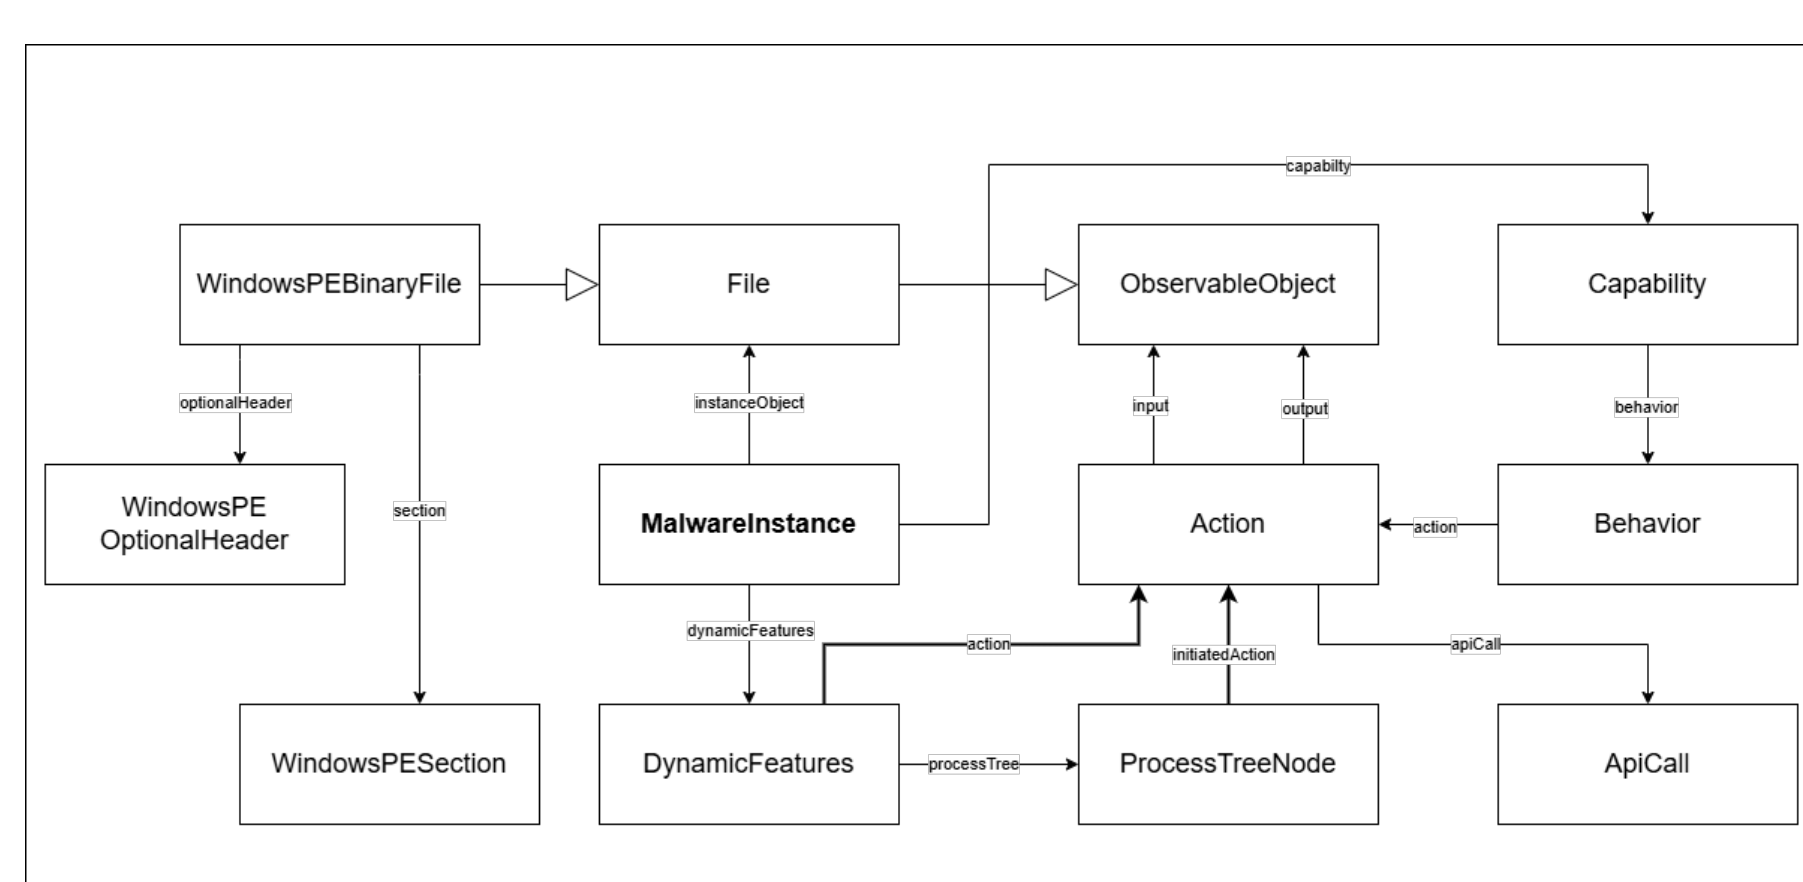 capabilty
WindowsPEBinaryFile
File
ObservableObject
Capability
optionalHeader
instanceObject
input
output
behavior
WindowsPE
OptionalHeader
section
MalwareInstance
Action
action
Behavior
dynamicFeatures
action
initiatedAction
apiCall
WindowsPESection
DynamicFeatures
processTree
ProcessTreeNode
ApiCall